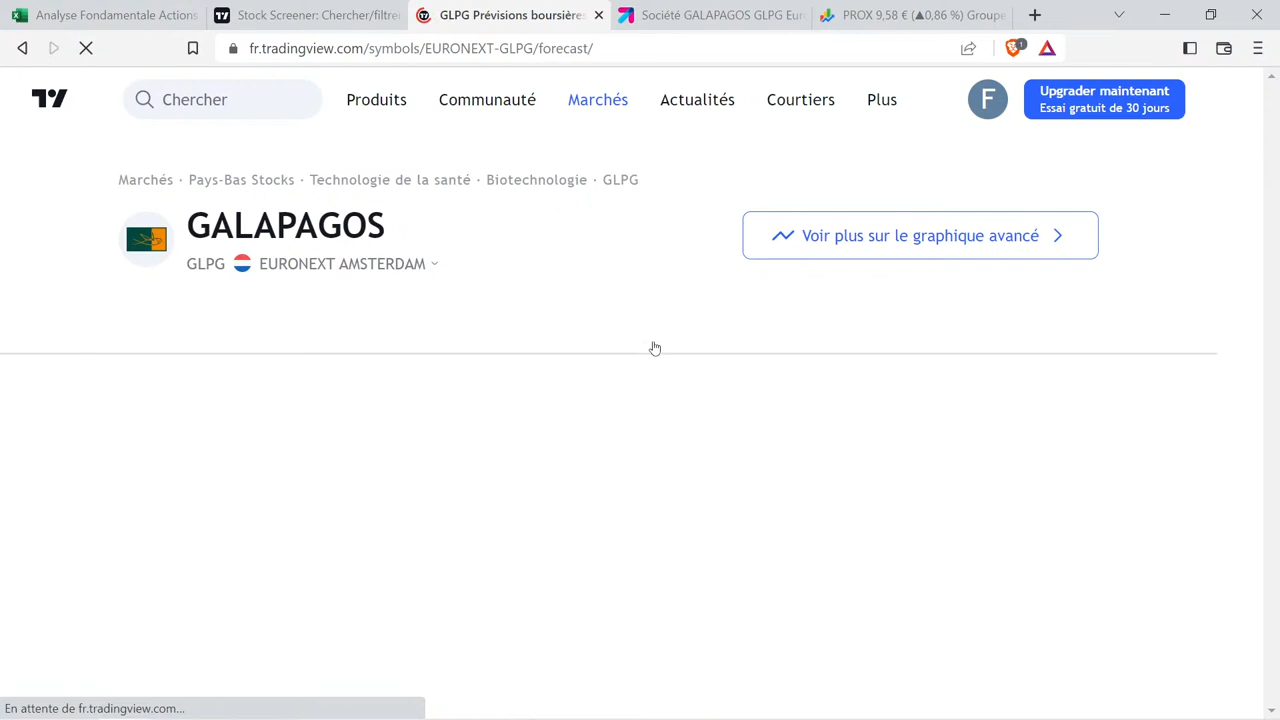 Analyse Fondamentale Actions
Stock Screener: Chercher/filtrer
GLPG Prévisions boursières
Société GALAPAGOS GLPG Eur
PROX 9,58 € (▲0,86 %) Groupe
fr.tradingview.com/symbols/EURONEXT-GLPG/forecast/
1
Chercher
Produits
Communauté
Marchés
Actualités
Courtiers
Plus
F
Upgrader maintenant
Essai gratuit de 30 jours
Marchés · Pays-Bas Stocks · Technologie de la santé · Biotechnologie · GLPG
GALAPAGOS
GLPG EURONEXT AMSTERDAM
Voir plus sur le graphique avancé
En attente de fr.tradingview.com...